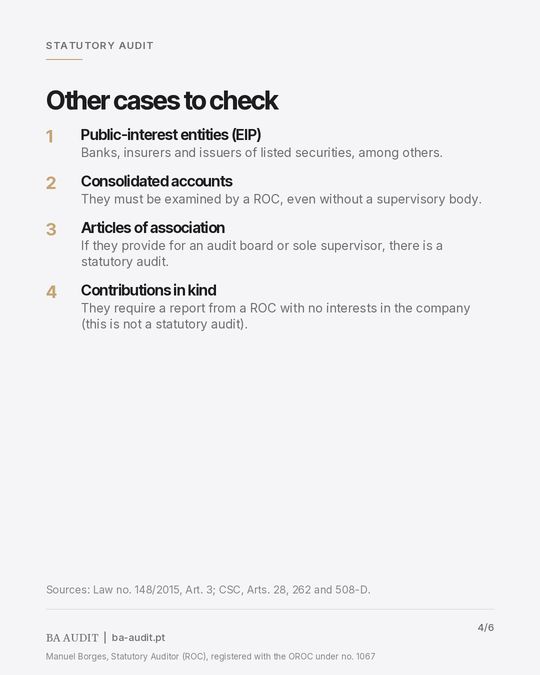 STATUTORY AUDIT
Other cases to check
1 Public-interest entities (EIP)
Banks, insurers and issuers of listed securities, among others.
2 Consolidated accounts
They must be examined by a ROC, even without a supervisory body.
3 Articles of association
If they provide for an audit board or sole supervisor, there is a
statutory audit.
4 Contributions in kind
They require a report from a ROC with no interests in the company
(this is not a statutory audit).
Sources: Law no. 148/2015, Art. 3; CSC, Arts. 28, 262 and 508-D.
4/6
BA AUDIT | ba-audit.pt
Manuel Borges, Statutory Auditor (ROC), registered with the OROC under no. 1067